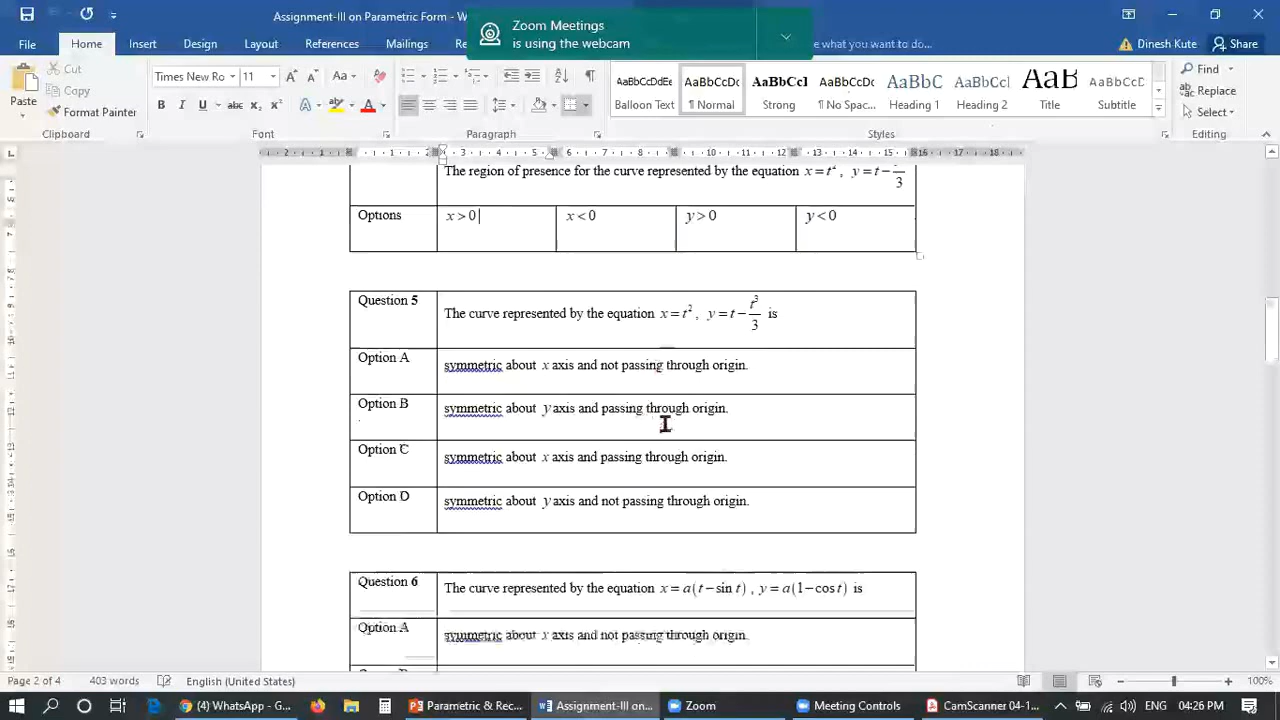 Assignment-III on Parametric Form -
Zoom Meetings
is using the webcam
File Home Insert Design Layout References Mailings
what you want to do...
Dinesh Kute Share
Cut
Copy
Format Painter
Paste
Times New Ro 11
AaBbCcDdEe AaBbCcDc AaBbCcI AaBbCcDc AaBbC AaBbCcD AaB AaBbCcD
Balloon Text ¶ Normal Strong ¶ No Spac... Heading 1 Heading 2 Title Subtitle
Find
Replace
Select
Clipboard Font Paragraph Styles Editing
The region of presence for the curve represented by the equation x = t², y = t − /3
Options x > 0 x < 0 y > 0 y < 0
Question 5 The curve represented by the equation x = t², y = t − t³/3 is
Option A symmetric about x axis and not passing through origin.
Option B symmetric about y axis and passing through origin.
Option C symmetric about x axis and passing through origin.
Option D symmetric about y axis and not passing through origin.
Question 6 The curve represented by the equation x = a(t − sin t), y = a(1 − cos t) is
Option A symmetric about x axis and not passing through origin.
Page 2 of 4 403 words English (United States) 100%
(4) WhatsApp - G... Parametric & Rec... Assignment-III on... Zoom Meeting Controls CamScanner 04-1... ENG 04:26 PM